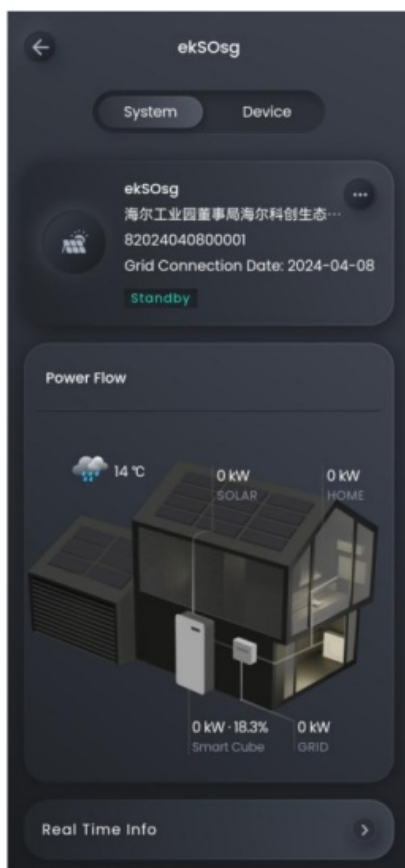 ekSOsg
System Device
ekSOsg
海尔工业园董事局海尔科创生态…
82024040800001
Grid Connection Date: 2024-04-08
Standby
Power Flow
14 ℃
0 kW
SOLAR
0 kW
HOME
0 kW · 18.3%
Smart Cube
0 kW
GRID
Real Time Info